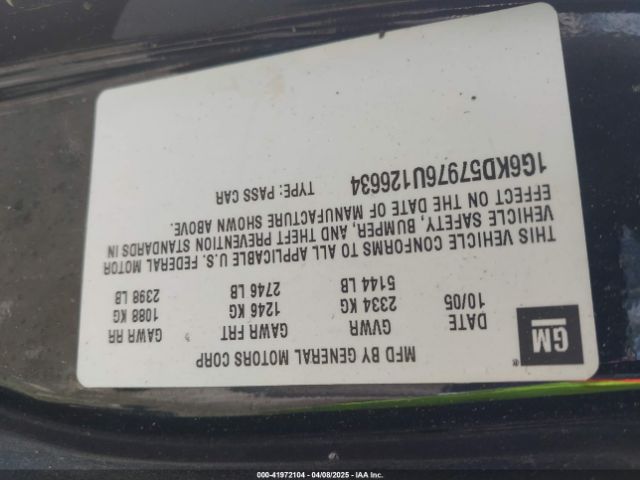 MFD BY GENERAL MOTORS CORP
GM
®
DATE GVWR GAWR FRT GAWR RR
10/05 2334 KG 1246 KG 1088 KG
5144 LB 2746 LB 2398 LB
THIS VEHICLE CONFORMS TO ALL APPLICABLE U.S. FEDERAL MOTOR
VEHICLE SAFETY, BUMPER, AND THEFT PREVENTION STANDARDS IN
EFFECT ON THE DATE OF MANUFACTURE SHOWN ABOVE.
1G6KD57976U126634 TYPE: PASS CAR
000-41972104 - 04/08/2025 - IAAI.com. Inc.